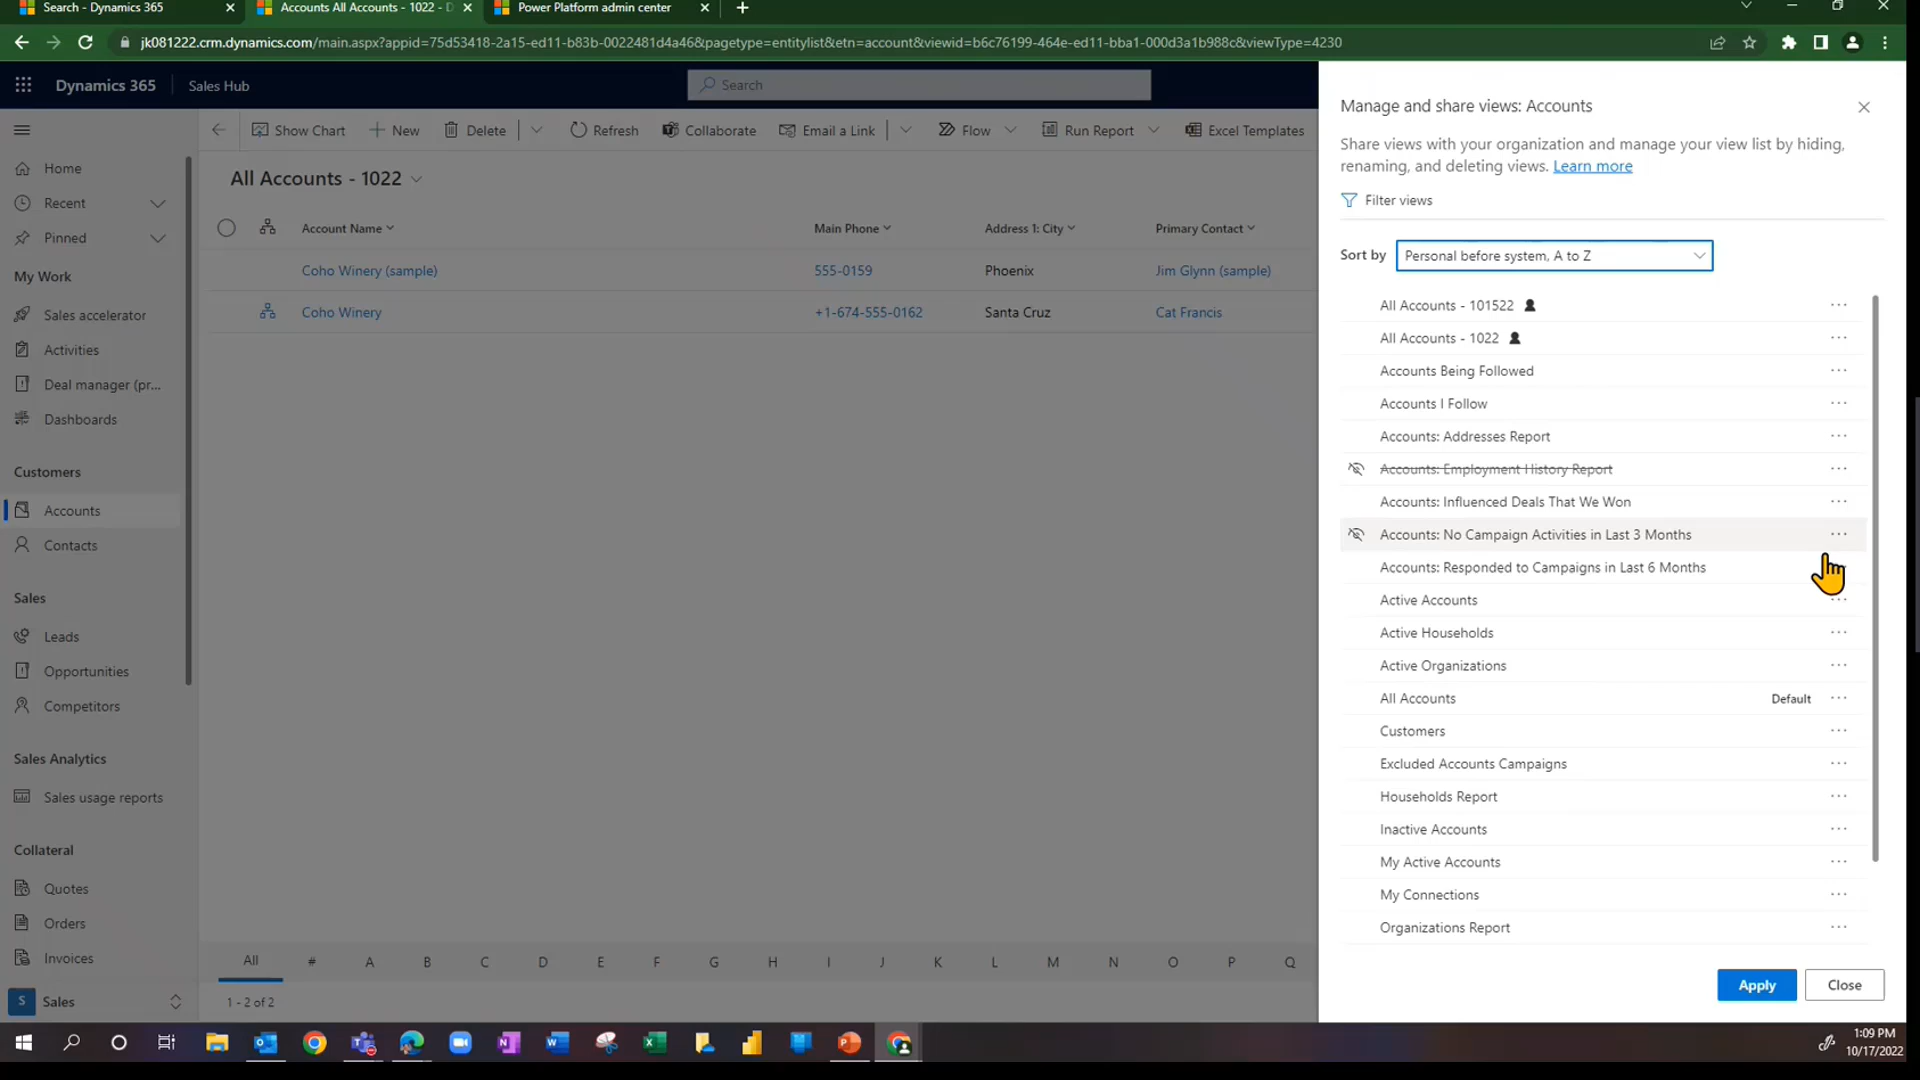 Search - Dynamics 365
Accounts All Accounts - 1022 - D
Power Platform admin center
jk081222.crm.dynamics.com/main.aspx?appid=75d53418-2a15-ed11-b83b-0022481d4a46&pagetype=entitylist&etn=account&viewid=b6c76199-464e-ed11-bba1-000d3a1b988c&viewType=4230
Dynamics 365
Sales Hub
Search
Show Chart
New
Delete
Refresh
Collaborate
Email a Link
Flow
Run Report
Excel Templates
Home
Recent
Pinned
My Work
Sales accelerator
Activities
Deal manager (pr...
Dashboards
Customers
Accounts
Contacts
Sales
Leads
Opportunities
Competitors
Sales Analytics
Sales usage reports
Collateral
Quotes
Orders
Invoices
S
Sales
All Accounts - 1022
Account Name
Main Phone
Address 1: City
Primary Contact
Coho Winery (sample)
555-0159
Phoenix
Jim Glynn (sample)
Coho Winery
+1-674-555-0162
Santa Cruz
Cat Francis
All # A B C D E F G H I J K L M N O P Q
1 - 2 of 2
Manage and share views: Accounts
Share views with your organization and manage your view list by hiding,
renaming, and deleting views. Learn more
Filter views
Sort by
Personal before system, A to Z
All Accounts - 101522
All Accounts - 1022
Accounts Being Followed
Accounts I Follow
Accounts: Addresses Report
Accounts: Employment History Report
Accounts: Influenced Deals That We Won
Accounts: No Campaign Activities in Last 3 Months
Accounts: Responded to Campaigns in Last 6 Months
Active Accounts
Active Households
Active Organizations
All Accounts
Default
Customers
Excluded Accounts Campaigns
Households Report
Inactive Accounts
My Active Accounts
My Connections
Organizations Report
Apply
Close
1:09 PM
10/17/2022